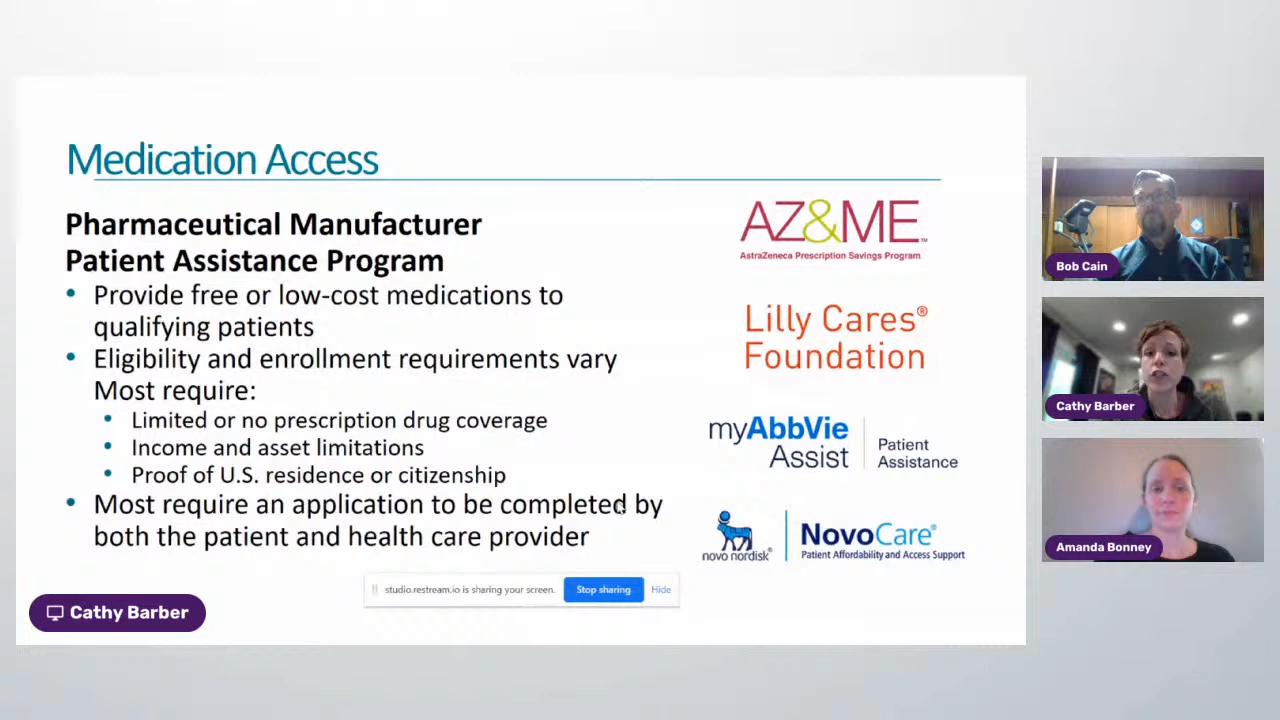 Medication Access
Pharmaceutical Manufacturer
Patient Assistance Program
• Provide free or low-cost medications to
qualifying patients
• Eligibility and enrollment requirements vary
Most require:
• Limited or no prescription drug coverage
• Income and asset limitations
• Proof of U.S. residence or citizenship
• Most require an application to be completed by
both the patient and health care provider
AZ&ME™
AstraZeneca Prescription Savings Program
Lilly Cares®
Foundation
myAbbVie
Assist
Patient
Assistance
novo nordisk®
NovoCare®
Patient Affordability and Access Support
studio.restream.io is sharing your screen.
Stop sharing
Hide
Cathy Barber
Bob Cain
Cathy Barber
Amanda Bonney